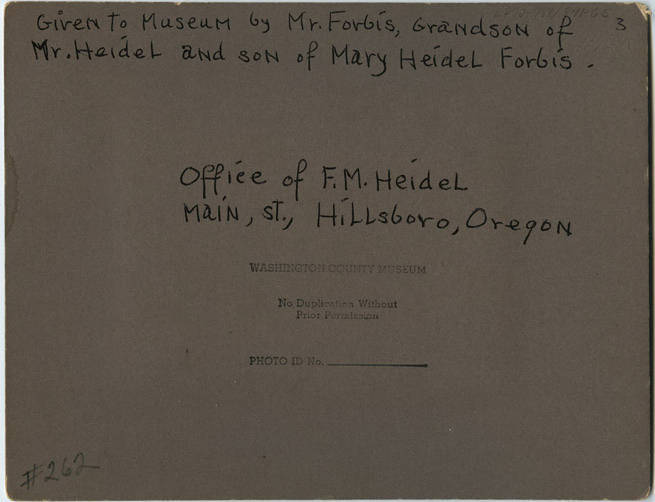 Given to Museum by Mr. Forbis, Grandson of 3
Mr. Heidel and son of Mary Heidel Forbis.
Office of F.M. Heidel
Main, St., Hillsboro, Oregon
WASHINGTON COUNTY MUSEUM
No Duplication Without
Prior Permission
PHOTO ID No.
#262